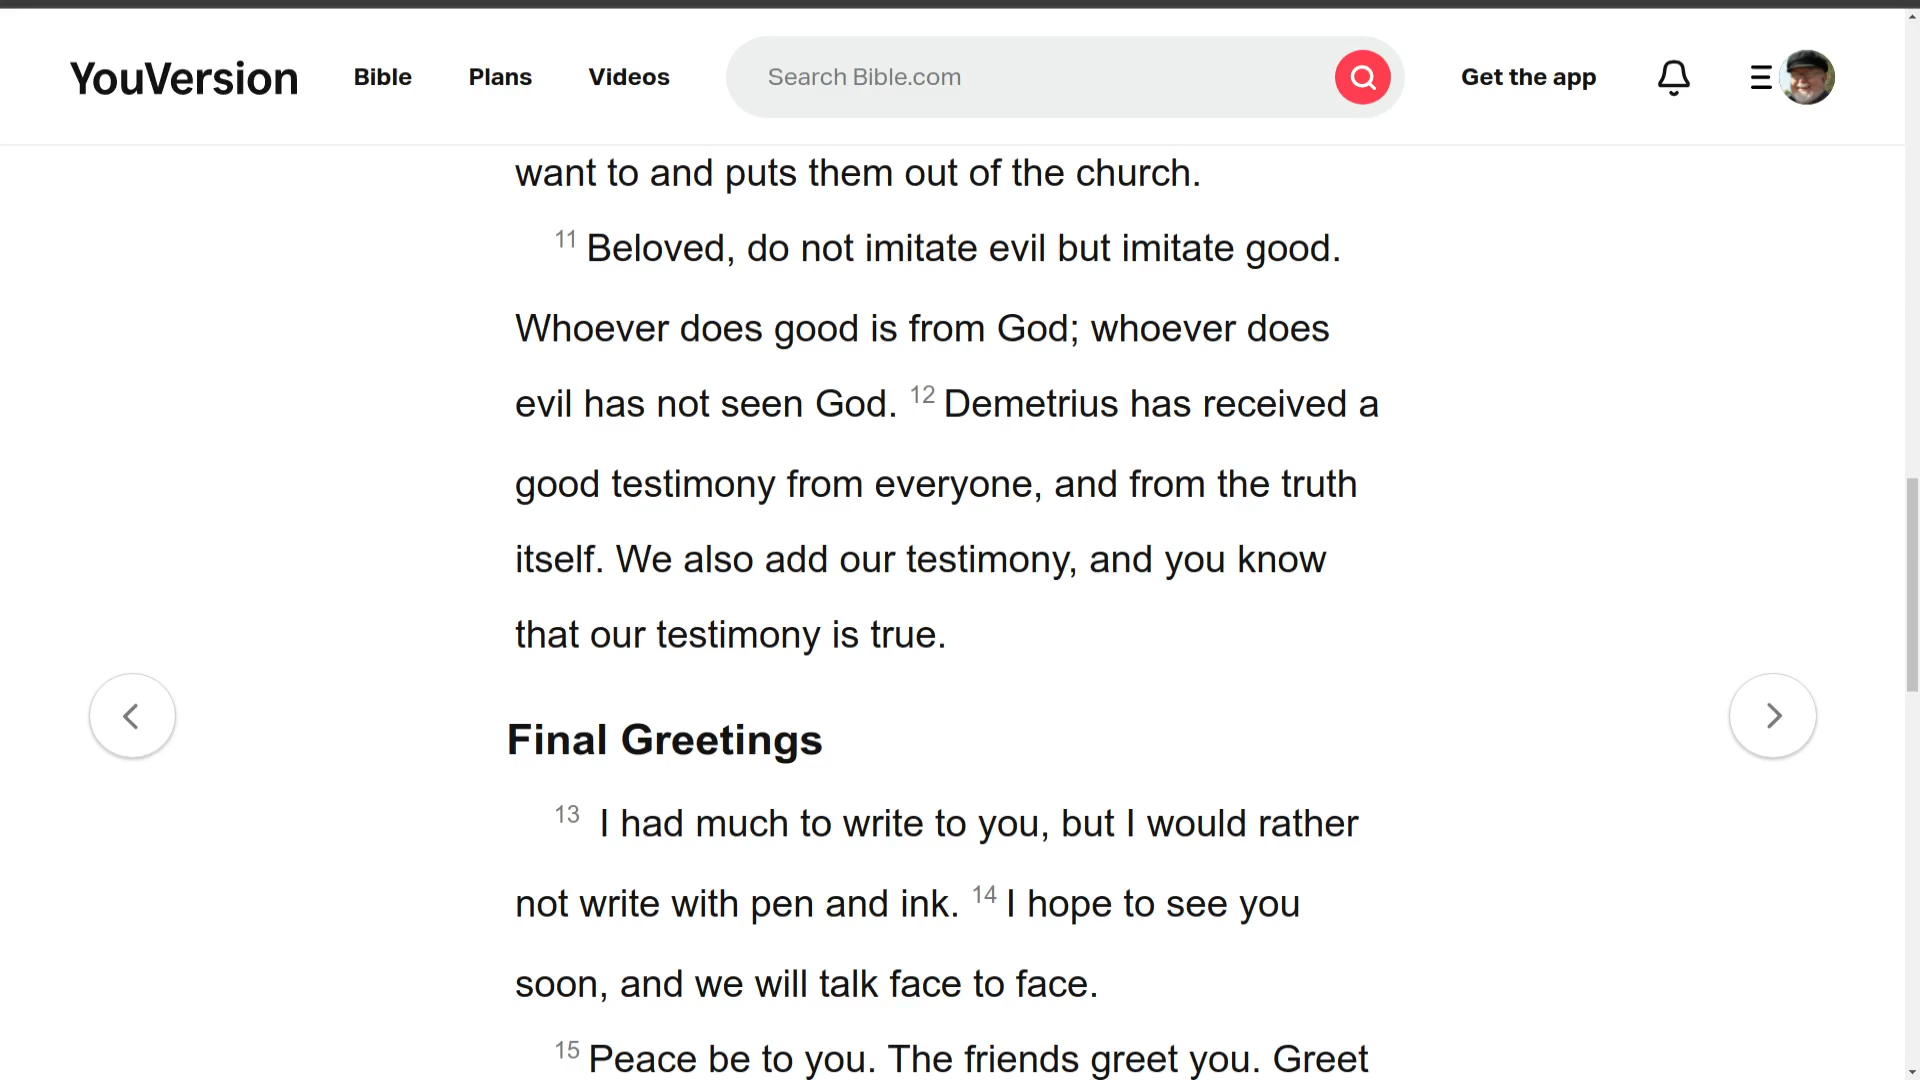 YouVersion Bible Plans Videos Search Bible.com Get the app
want to and puts them out of the church.
11 Beloved, do not imitate evil but imitate good.
Whoever does good is from God; whoever does
evil has not seen God. 12 Demetrius has received a
good testimony from everyone, and from the truth
itself. We also add our testimony, and you know
that our testimony is true.
Final Greetings
13 I had much to write to you, but I would rather
not write with pen and ink. 14 I hope to see you
soon, and we will talk face to face.
15 Peace be to you. The friends greet you. Greet